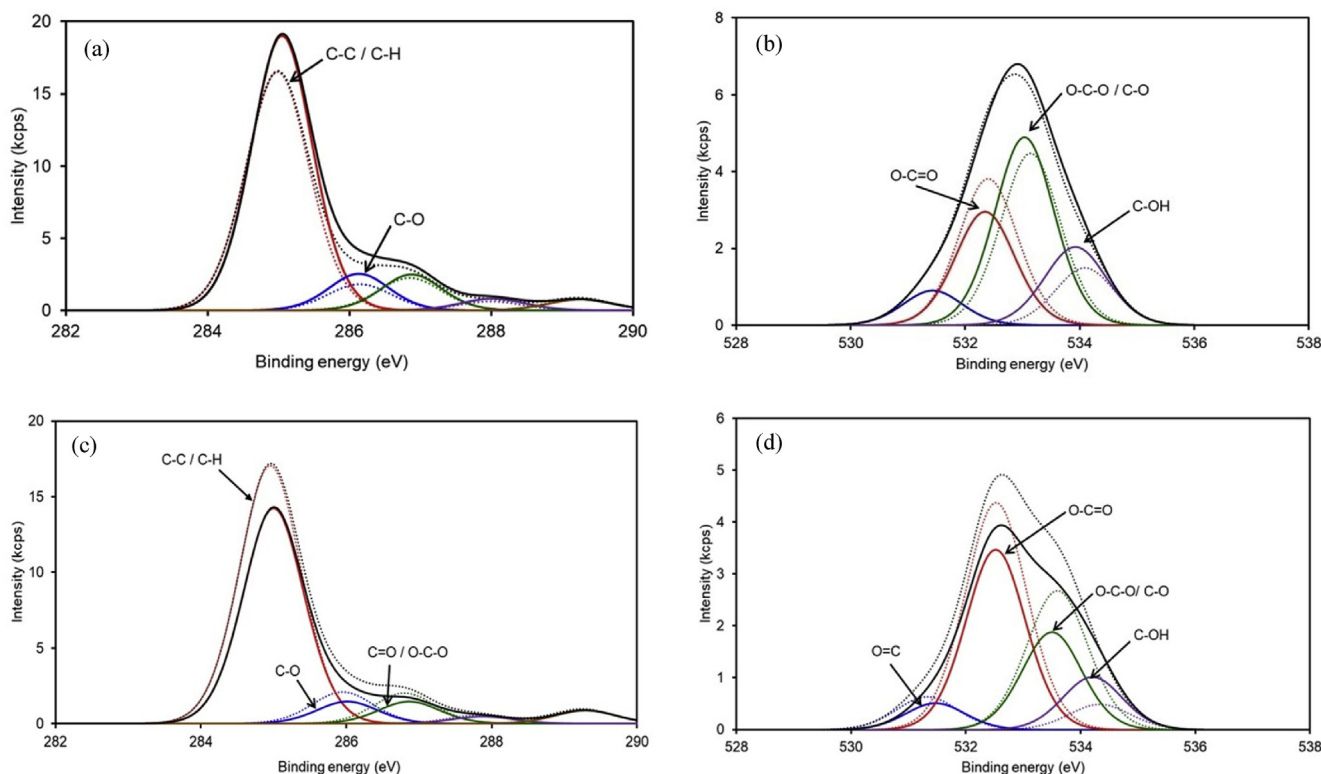 (a)
C-C / C-H
C-O
Intensity (kcps)
20
15
10
5
0
282
284
286
288
290
Binding energy (eV)
(b)
O-C-O / C-O
O-C=O
C-OH
Intensity (kcps)
8
6
4
2
0
528
530
532
534
536
538
Binding energy (eV)
(c)
C-C / C-H
C=O / O-C-O
C-O
Intensity (kcps)
20
15
10
5
0
282
284
286
288
290
Binding energy (eV)
(d)
O-C=O
O-C-O/ C-O
C-OH
O=C
Intensity (kcps)
6
5
4
3
2
1
0
528
530
532
534
536
538
Binding energy (eV)